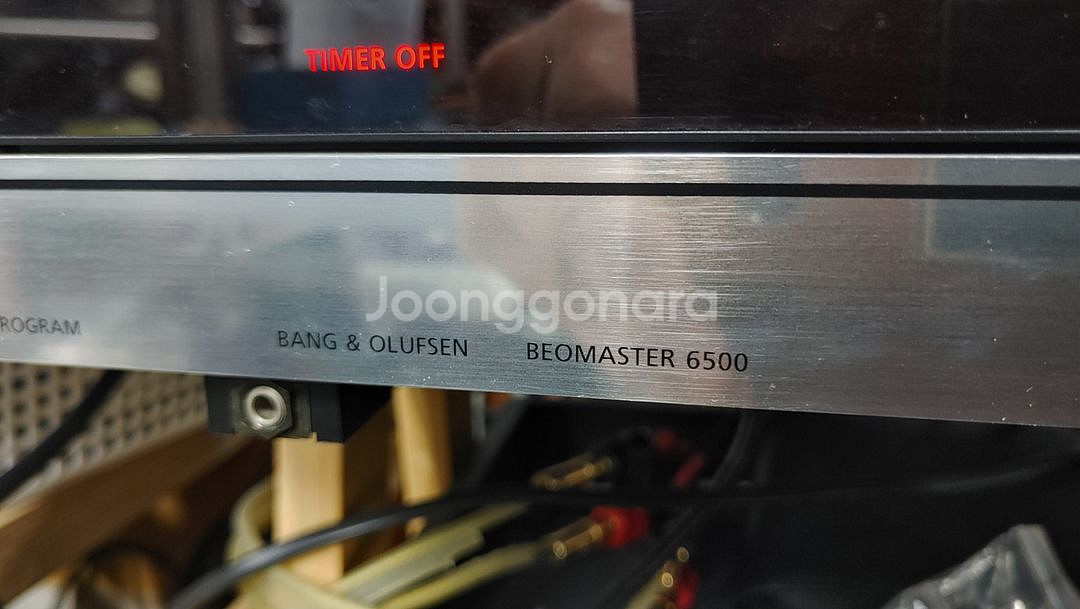 TIMER OFF
Joonggonara
ROGRAM
BANG & OLUFSEN BEOMASTER 6500